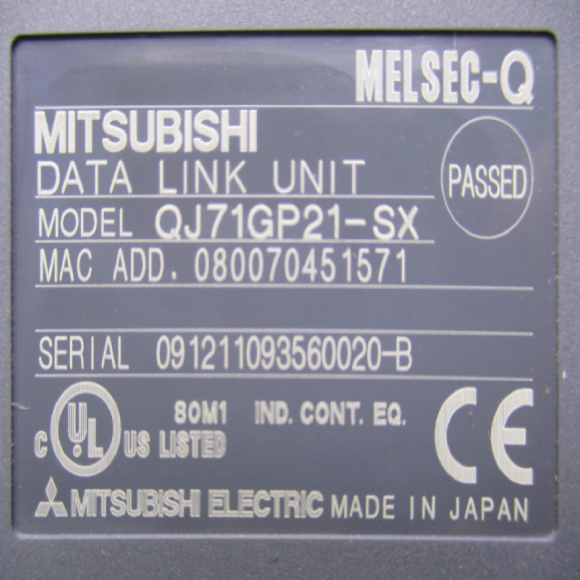 MELSEC-Q
MITSUBISHI
DATA LINK UNIT
PASSED
MODEL QJ71GP21-SX
MAC ADD. 080070451571
SERIAL 091211093560020-B
80M1 IND. CONT. EQ.
C UL US LISTED
CE
MITSUBISHI ELECTRIC MADE IN JAPAN